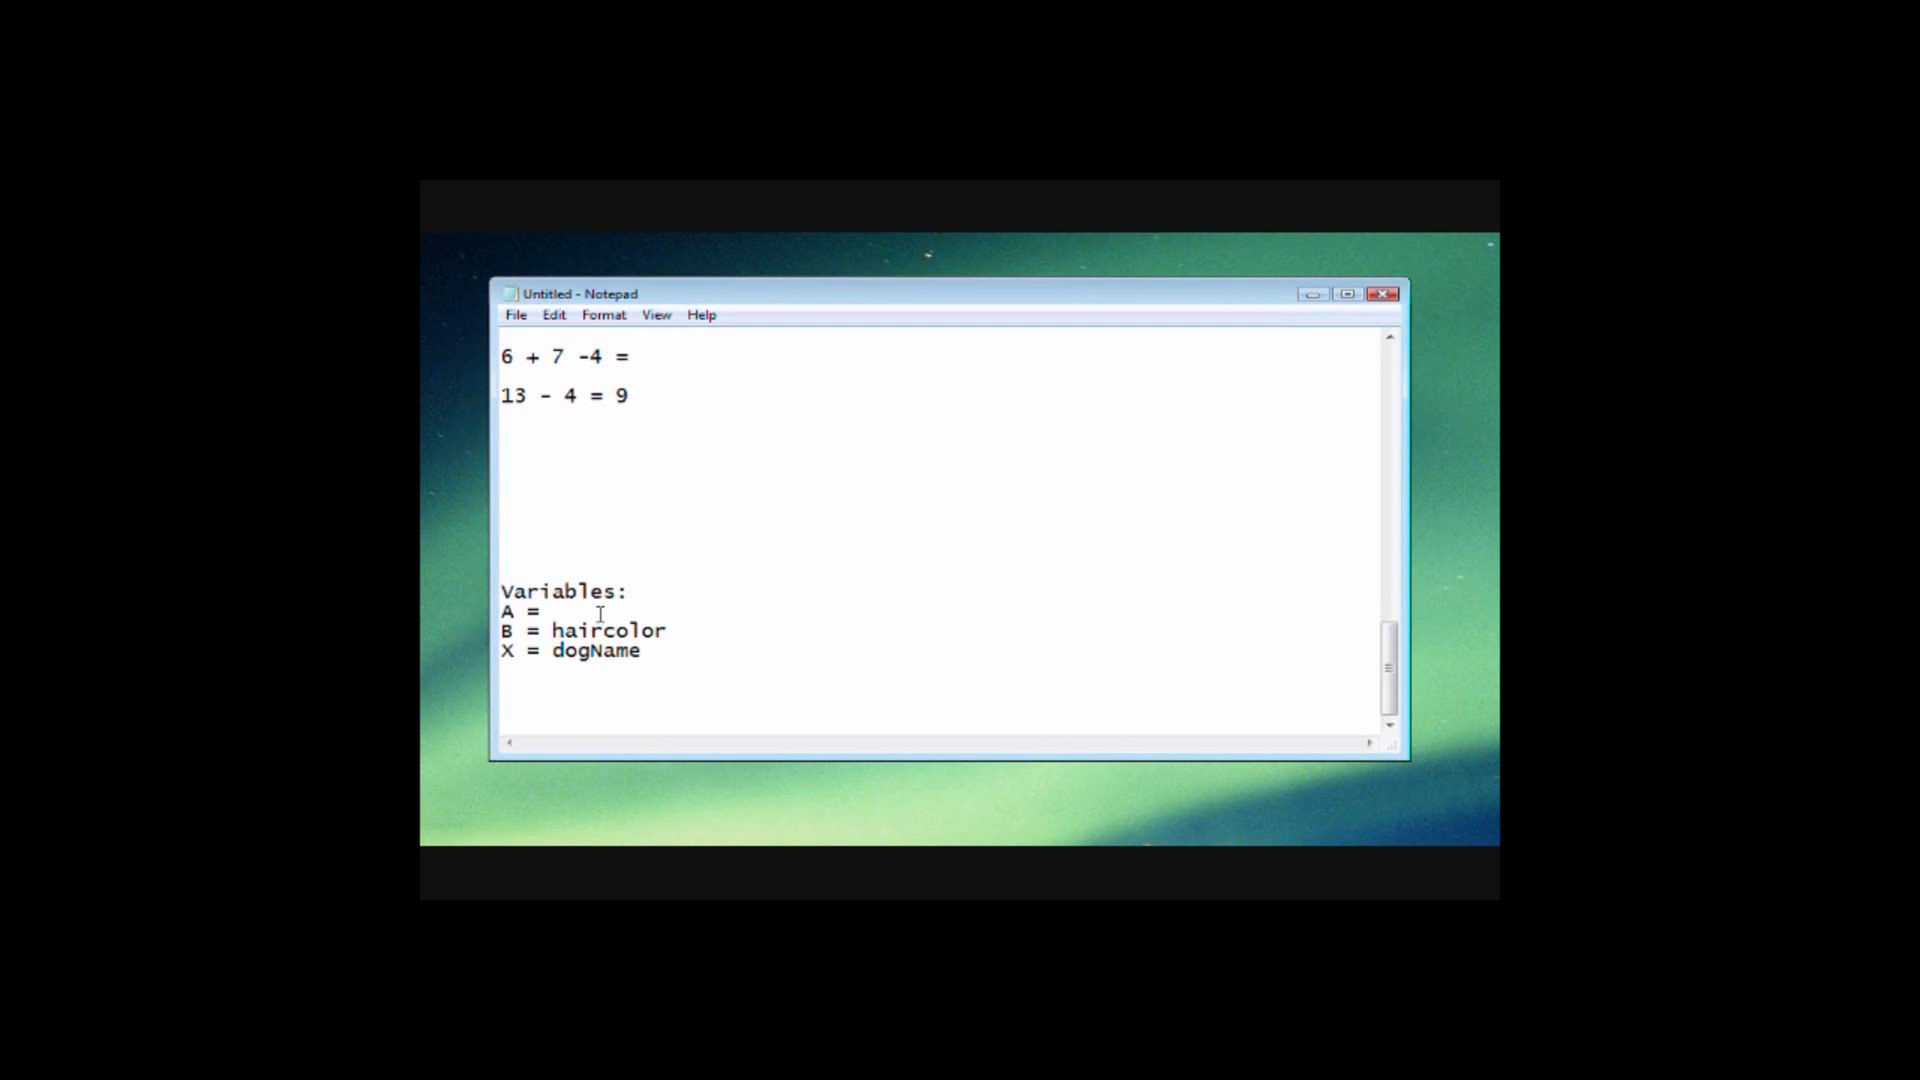 Untitled - Notepad
File Edit Format View Help
6 + 7 -4 =
13 - 4 = 9
Variables:
A =
B = haircolor
X = dogName